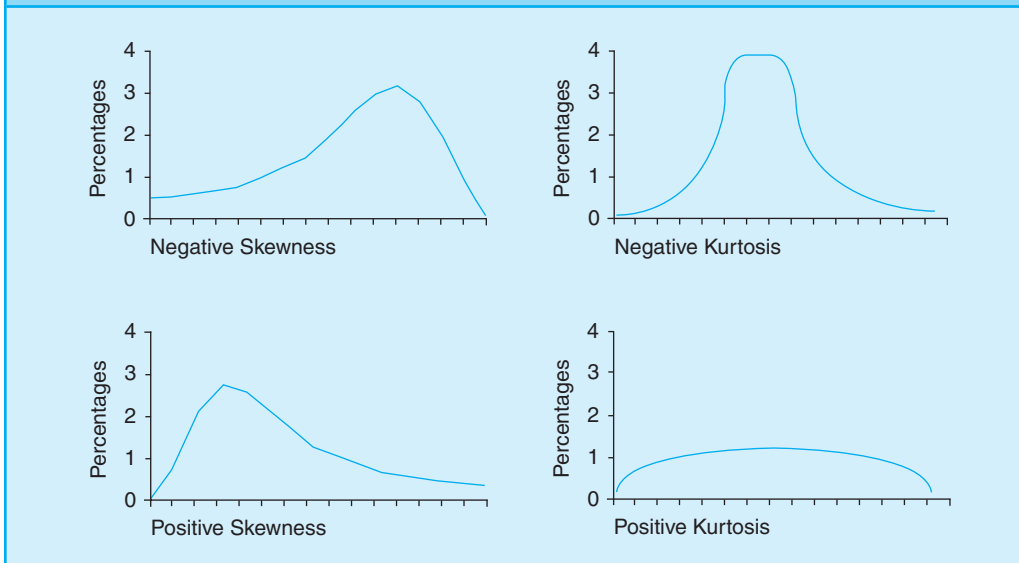 4
3
2
1
0
Percentages
Negative Skewness
4
3
2
1
0
Percentages
Negative Kurtosis
4
3
2
1
0
Percentages
Positive Skewness
4
3
2
1
0
Percentages
Positive Kurtosis